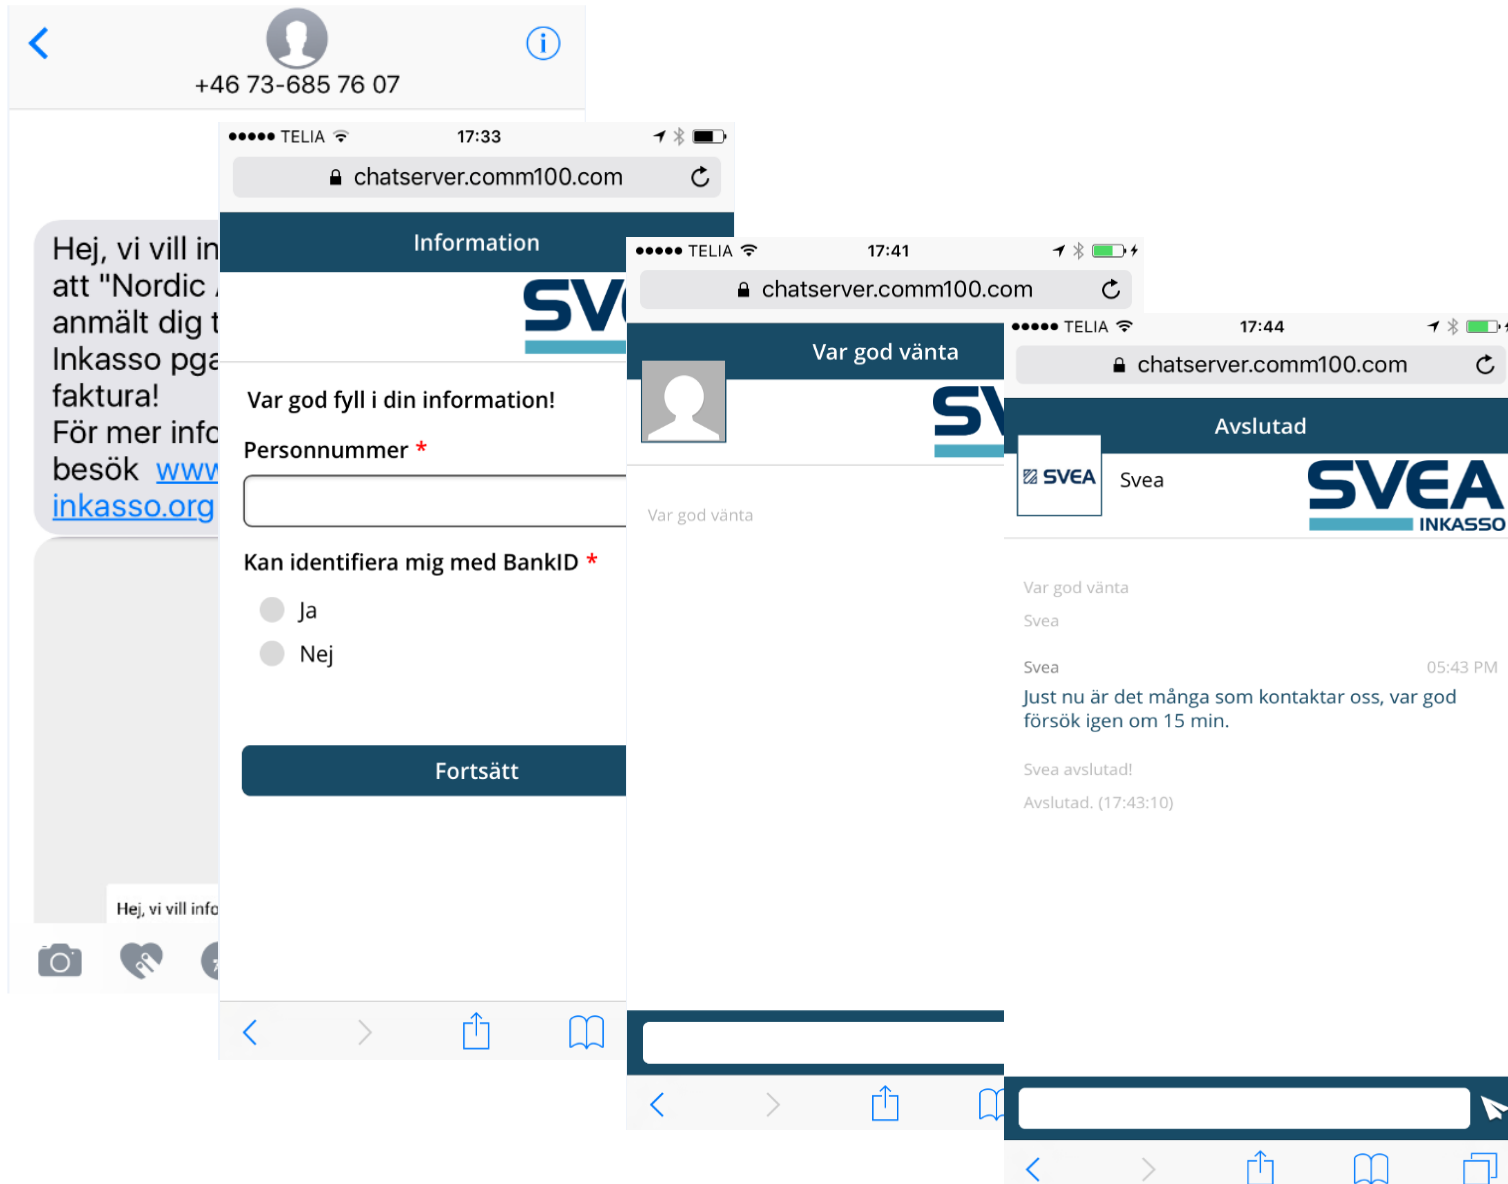 +46 73-685 76 07
Hej, vi vill in
att "Nordic
anmält dig t
Inkasso pga
faktura!
För mer info
besök www
inkasso.org
Hej, vi vill info
TELIA 17:33
chatserver.comm100.com
Information
SV
Var god fyll i din information!
Personnummer *
Kan identifiera mig med BankID *
Ja
Nej
Fortsätt
TELIA 17:41
chatserver.comm100.com
Var god vänta
SV
Var god vänta
TELIA 17:44
chatserver.comm100.com
Avslutad
SVEA
Svea
SVEA
INKASSO
Var god vänta
Svea
Svea 05:43 PM
Just nu är det många som kontaktar oss, var god
försök igen om 15 min.
Svea avslutad!
Avslutad. (17:43:10)